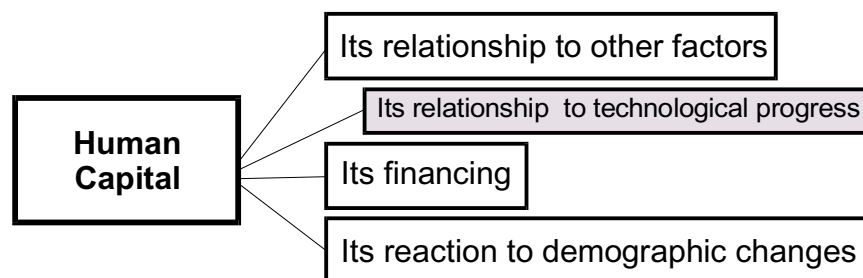 Its relationship to other factors
Its relationship to technological progress
Human
Capital
Its financing
Its reaction to demographic changes